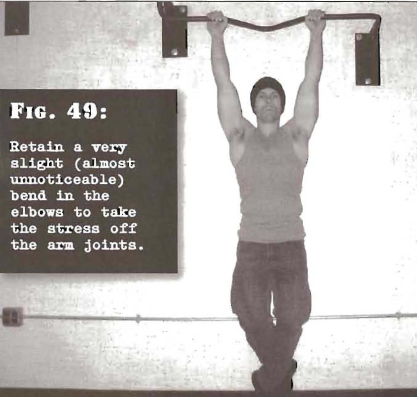 FIG. 49:
Retain a very
slight (almost
unnoticeable)
bend in the
elbows to take
the stress off
the arm joints.